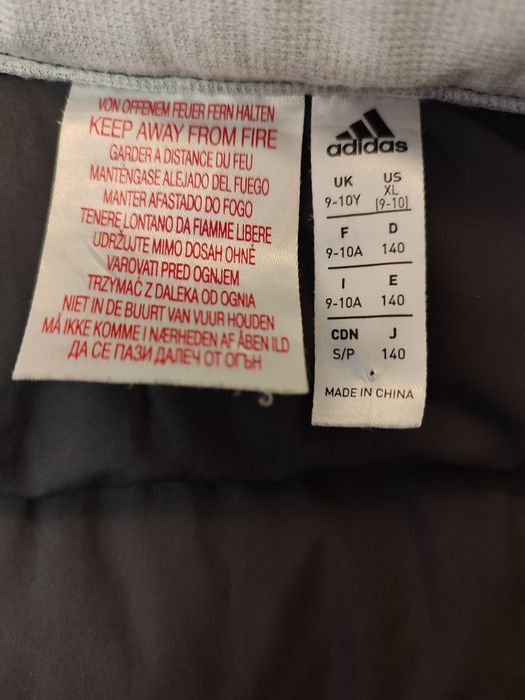 VON OFFENEM FEUER FERN HALTEN
KEEP AWAY FROM FIRE
GARDER A DISTANCE DU FEU
MANTÉNGASE ALEJADO DEL FUEGO
MANTER AFASTADO DO FOGO
TENERE LONTANO DA FIAMME LIBERE
UDRŽUJTE MIMO DOSAH OHNĚ
VAROVATI PRED OGNJEM
TRZYMAĆ Z DALEKA OD OGNIA
NIET IN DE BUURT VAN VUUR HOUDEN
MÅ IKKE KOMME I NÆRHEDEN AF ÅBEN ILD
ДА СЕ ПАЗИ ДАЛЕЧ ОТ ОГЪН
adidas
UK US
9-10Y XL
(9-10)
F D
9-10A 140
I E
9-10A 140
CDN J
S/P 140
MADE IN CHINA